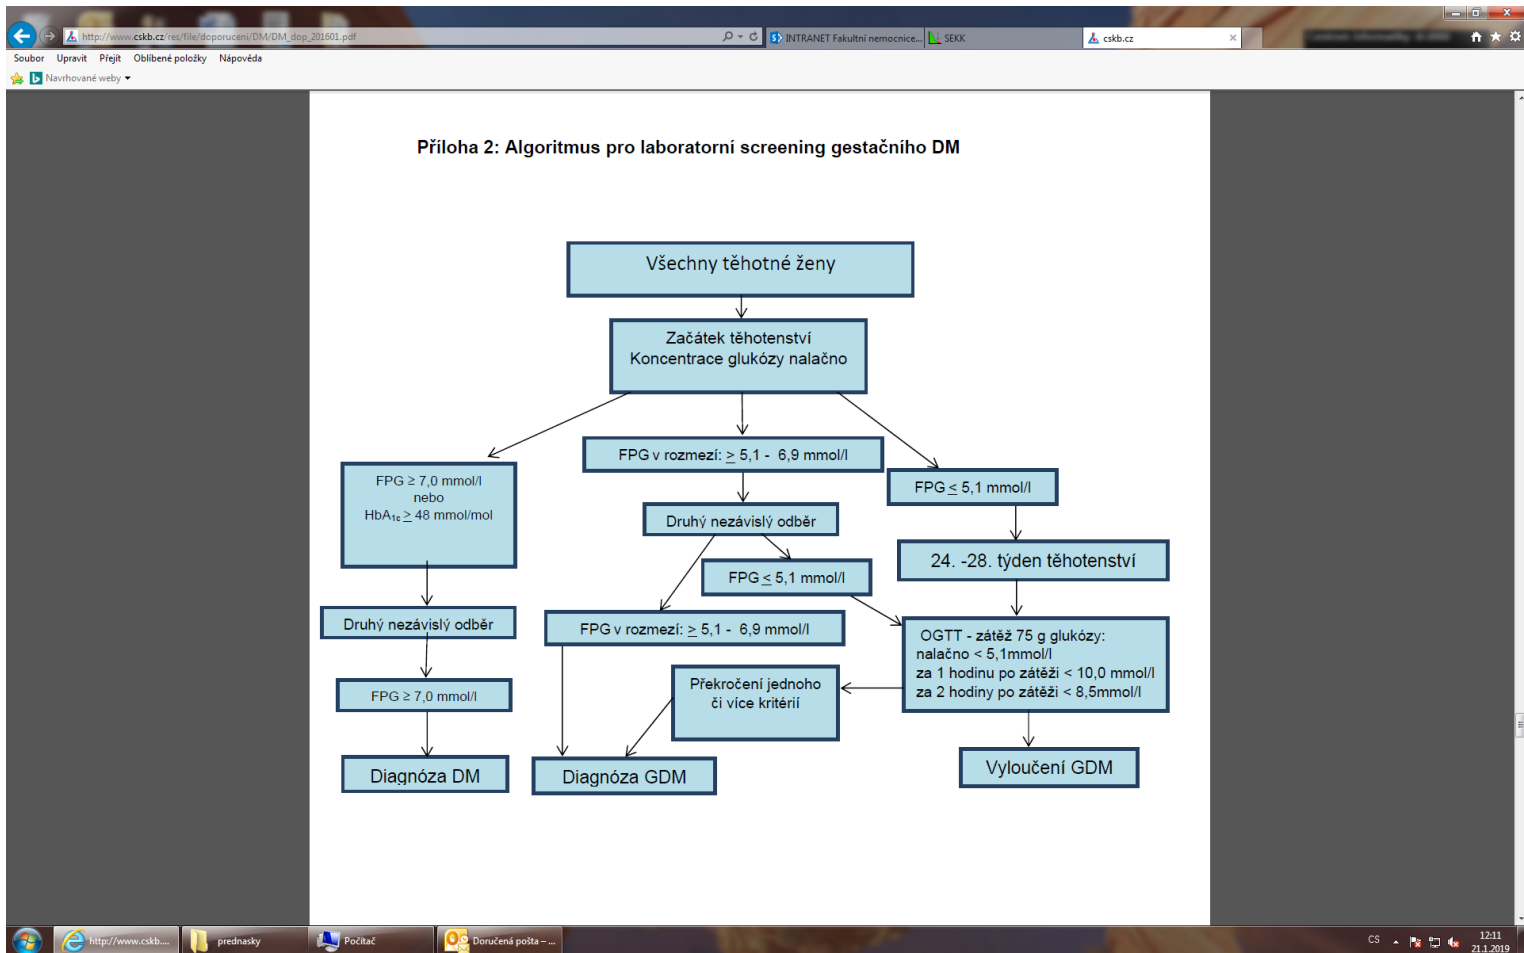 http://www.cskb.cz/res/file/doporuceni/DM/DM_dop_201601.pdf
INTRANET Fakultní nemocnice...
SEKK
cskb.cz
Soubor Upravit Přejít Oblíbené položky Nápověda
Navrhované weby
Příloha 2: Algoritmus pro laboratorní screening gestačního DM
Všechny těhotné ženy
Začátek těhotenství
Koncentrace glukózy nalačno
FPG ≥ 7,0 mmol/l
nebo
HbA1c ≥ 48 mmol/mol
FPG v rozmezí: ≥ 5,1 - 6,9 mmol/l
FPG ≤ 5,1 mmol/l
Druhý nezávislý odběr
24. -28. týden těhotenství
FPG ≤ 5,1 mmol/l
Druhý nezávislý odběr
FPG v rozmezí: ≥ 5,1 - 6,9 mmol/l
OGTT - zátěž 75 g glukózy:
nalačno < 5,1mmol/l
za 1 hodinu po zátěži < 10,0 mmol/l
za 2 hodiny po zátěži < 8,5mmol/l
FPG ≥ 7,0 mmol/l
Překročení jednoho
či více kritérií
Diagnóza DM
Diagnóza GDM
Vyloučení GDM
http://www.cskb....
prednasky
Počítač
Doručená pošta – ...
CS
12:11
21.1.2019